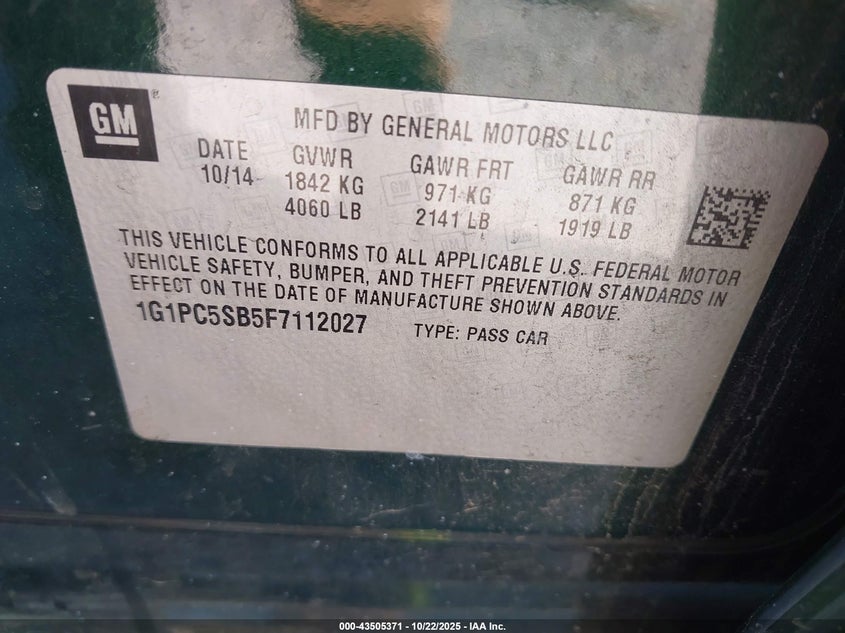 GM
MFD BY GENERAL MOTORS LLC
DATE GVWR GAWR FRT GAWR RR
10/14 1842 KG 971 KG 871 KG
4060 LB 2141 LB 1919 LB
THIS VEHICLE CONFORMS TO ALL APPLICABLE U.S. FEDERAL MOTOR
VEHICLE SAFETY, BUMPER, AND THEFT PREVENTION STANDARDS IN
EFFECT ON THE DATE OF MANUFACTURE SHOWN ABOVE.
1G1PC5SB5F7112027 TYPE: PASS CAR
000-43505371 - 10/22/2025 - IAA Inc.